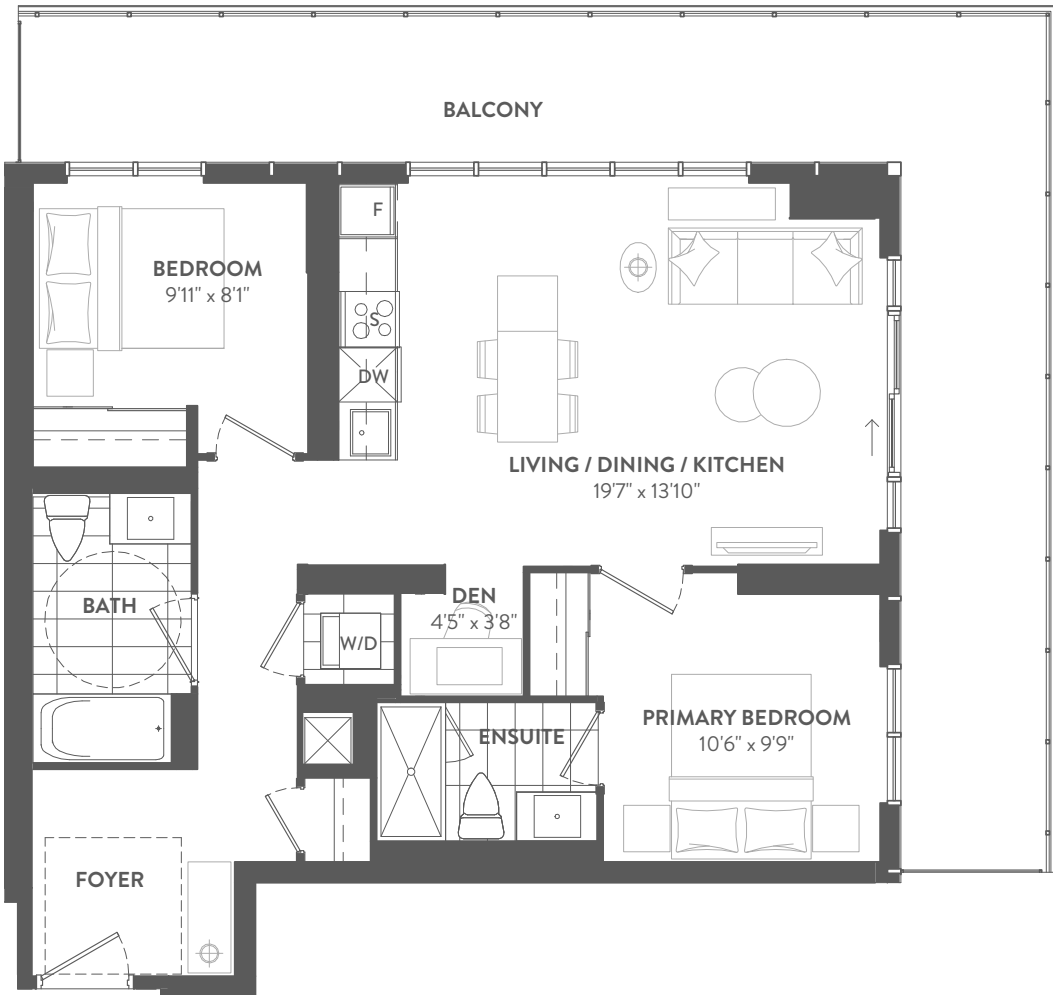 BALCONY
F
BEDROOM
9'11" x 8'1"
S
DW
LIVING / DINING / KITCHEN
19'7" x 13'10"
BATH
DEN
4'5" x 3'8"
W/D
ENSUITE
PRIMARY BEDROOM
10'6" x 9'9"
FOYER